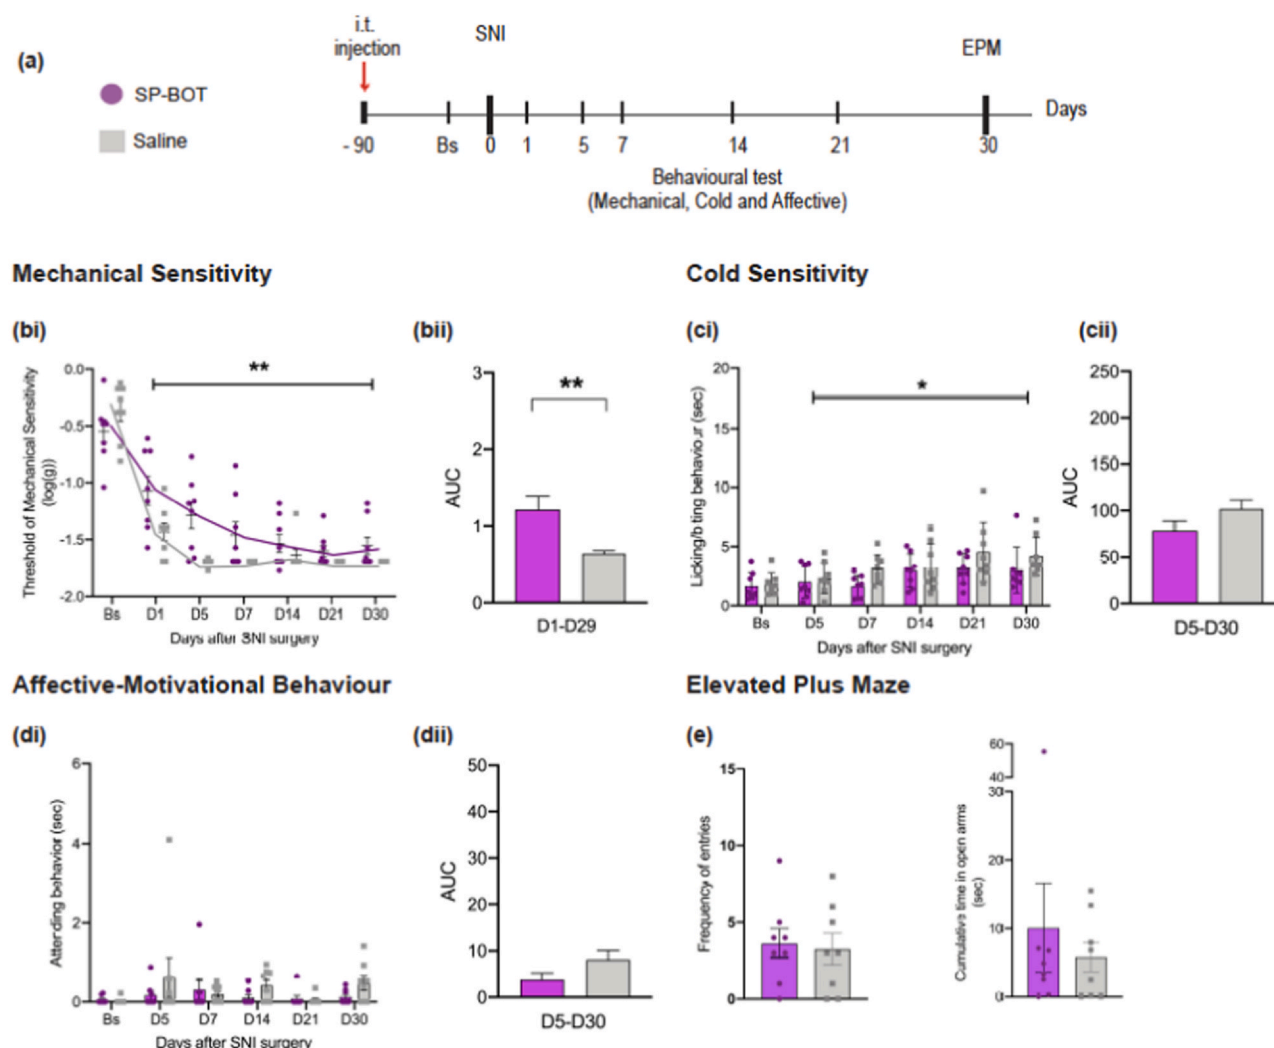 (a)
SP-BOT
Saline
i.t.
injection
SNI
EPM
Days
- 90
Bs
0
1
5
7
14
21
30
Behavioural test
(Mechanical, Cold and Affective)
Mechanical Sensitivity
(bi)
Threshold of Mechanical Sensitivity
(log(g))
0.0
-0.5
-1.0
-1.5
-2.0
**
Bs D1 D5 D7 D14 D21 D30
Days after SNI surgery
(bii)
AUC
3
2
1
0
**
D1-D29
Cold Sensitivity
(ci)
Licking/biting behaviour (sec)
20
15
10
5
0
*
Bs D5 D7 D14 D21 D30
Days after SNI surgery
(cii)
AUC
250
200
150
100
50
0
D5-D30
Affective-Motivational Behaviour
(di)
Attending behavior (sec)
6
4
2
0
Bs D5 D7 D14 D21 D30
Days after SNI surgery
(dii)
AUC
50
40
30
20
10
0
D5-D30
Elevated Plus Maze
(e)
Frequency of entries
15
10
5
0
Cumulative time in open arms
(sec)
60
40
30
20
10
0